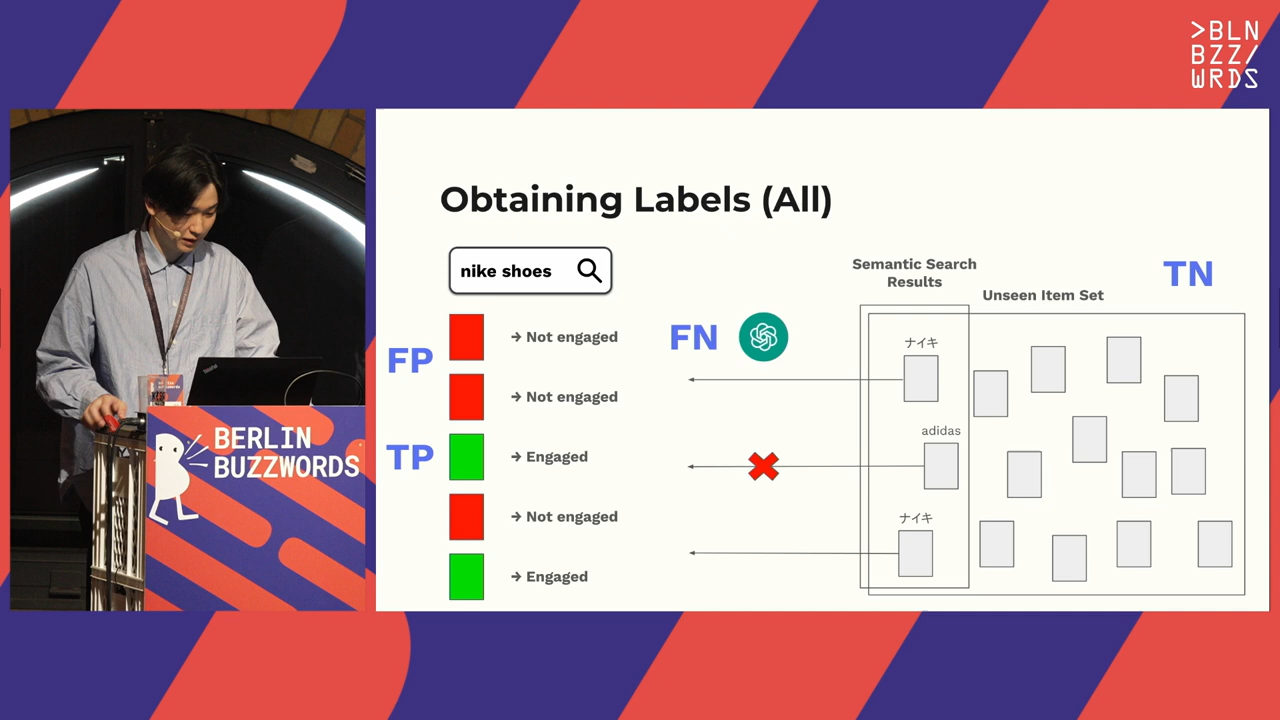 >BLN
BZZ/
WRDS
BERLIN
BUZZWORDS
Obtaining Labels (All)
nike shoes
FP
TP
→ Not engaged
→ Not engaged
→ Engaged
→ Not engaged
→ Engaged
FN
Semantic Search
Results
Unseen Item Set
TN
ナイキ
adidas
ナイキ